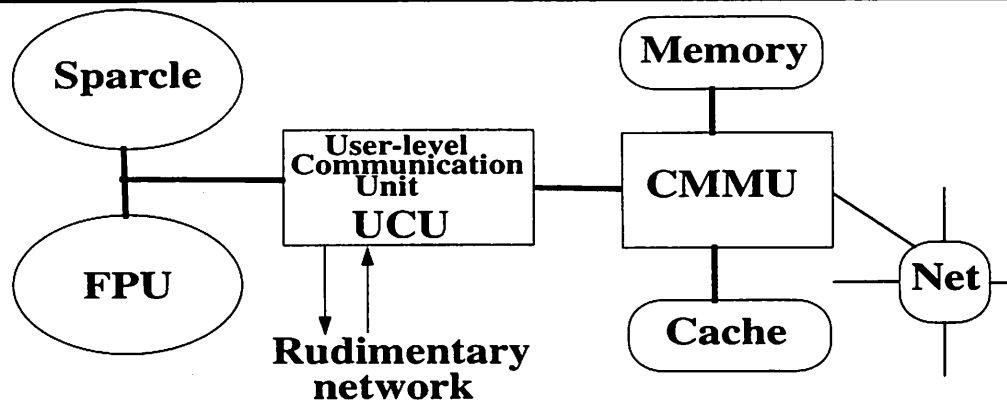 Sparcle
FPU
User-level
Communication
Unit
UCU
Rudimentary
network
Memory
CMMU
Cache
Net